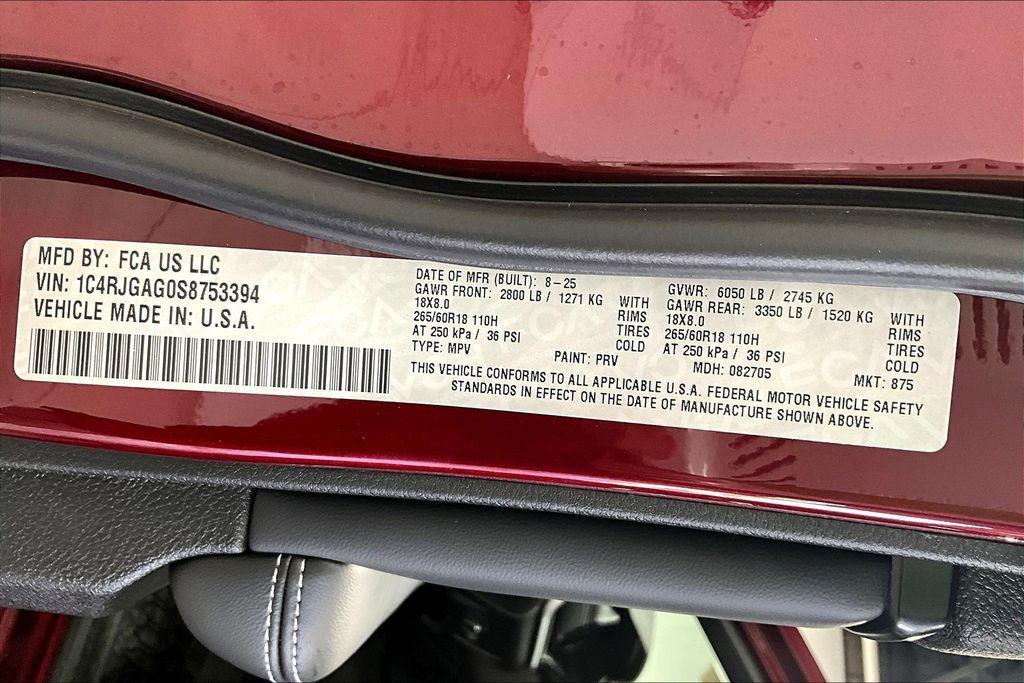 MFD BY: FCA US LLC
VIN: 1C4RJGAG0S8753394
VEHICLE MADE IN: U.S.A.
DATE OF MFR (BUILT): 8-25
GAWR FRONT: 2800 LB / 1271 KG WITH
18X8.0 RIMS
265/60R18 110H TIRES
AT 250 kPa / 36 PSI COLD
TYPE: MPV PAINT: PRV
GVWR: 6050 LB / 2745 KG
GAWR REAR: 3350 LB / 1520 KG WITH
18X8.0 RIMS
265/60R18 110H TIRES
AT 250 kPa / 36 PSI COLD
MDH: 082705 MKT: 875
THIS VEHICLE CONFORMS TO ALL APPLICABLE U.S.A. FEDERAL MOTOR VEHICLE SAFETY
STANDARDS IN EFFECT ON THE DATE OF MANUFACTURE SHOWN ABOVE.